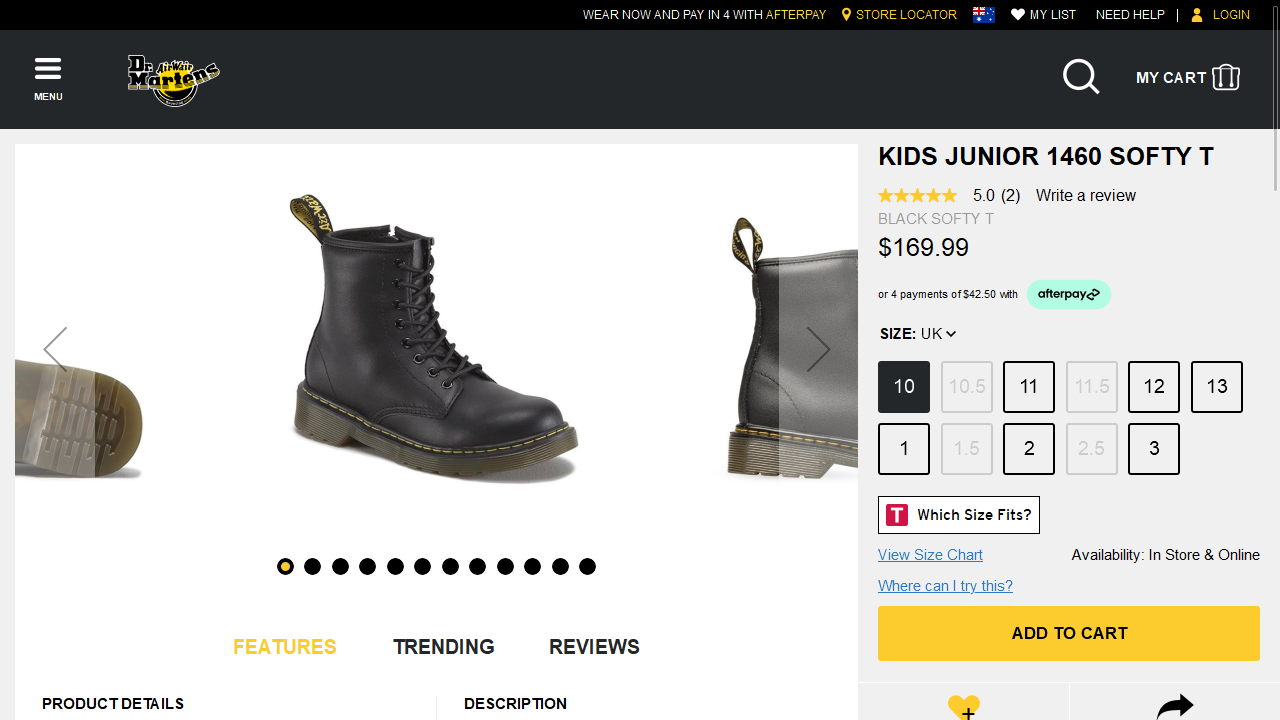 WEAR NOW AND PAY IN 4 WITH AFTERPAY STORE LOCATOR MY LIST NEED HELP | LOGIN
MENU
Dr. AirWair
Martens
MY CART
KIDS JUNIOR 1460 SOFTY T
5.0 (2) Write a review
BLACK SOFTY T
$169.99
or 4 payments of $42.50 with afterpay
SIZE: UK
10 10.5 11 11.5 12 13
1 1.5 2 2.5 3
T Which Size Fits?
View Size Chart Availability: In Store & Online
Where can I try this?
ADD TO CART
FEATURES TRENDING REVIEWS
PRODUCT DETAILS
DESCRIPTION